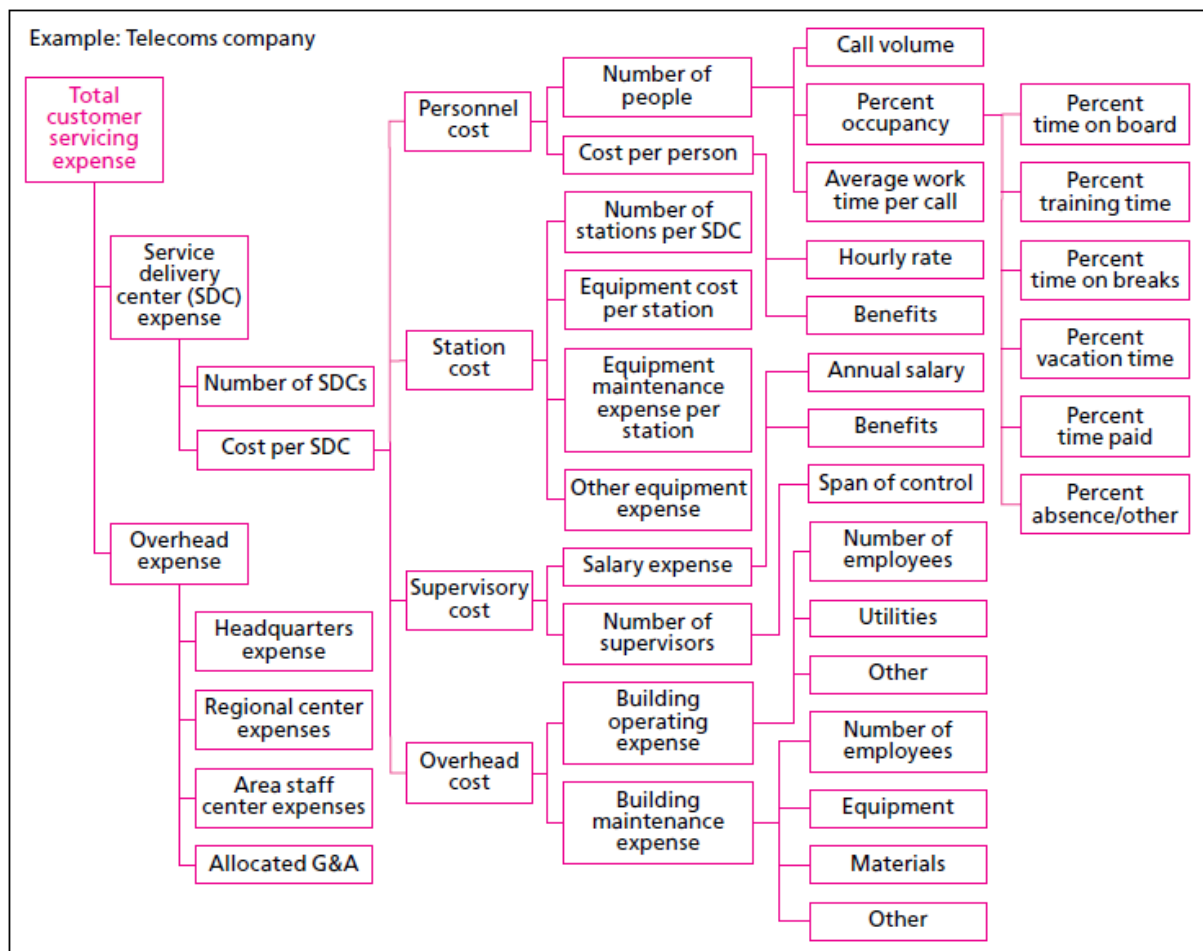 Example: Telecoms company
Total
customer
servicing
expense
Service
delivery
center (SDC)
expense
Number of SDCs
Cost per SDC
Overhead
expense
Headquarters
expense
Regional center
expenses
Area staff
center expenses
Allocated G&A
Personnel
cost
Station
cost
Supervisory
cost
Overhead
cost
Number of
people
Cost per person
Number of
stations per SDC
Equipment cost
per station
Equipment
maintenance
expense per
station
Other equipment
expense
Salary expense
Number of
supervisors
Building
operating
expense
Building
maintenance
expense
Call volume
Percent
occupancy
Average work
time per call
Hourly rate
Benefits
Annual salary
Benefits
Span of control
Number of
employees
Utilities
Other
Number of
employees
Equipment
Materials
Other
Percent
time on board
Percent
training time
Percent
time on breaks
Percent
vacation time
Percent
time paid
Percent
absence/other